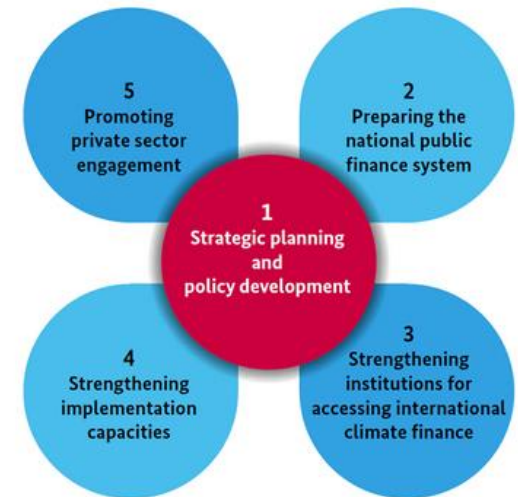 5
Promoting
private sector
engagement
2
Preparing the
national public
finance system
1
Strategic planning
and
policy development
4
Strengthening
implementation
capacities
3
Strengthening
institutions for
accessing international
climate finance